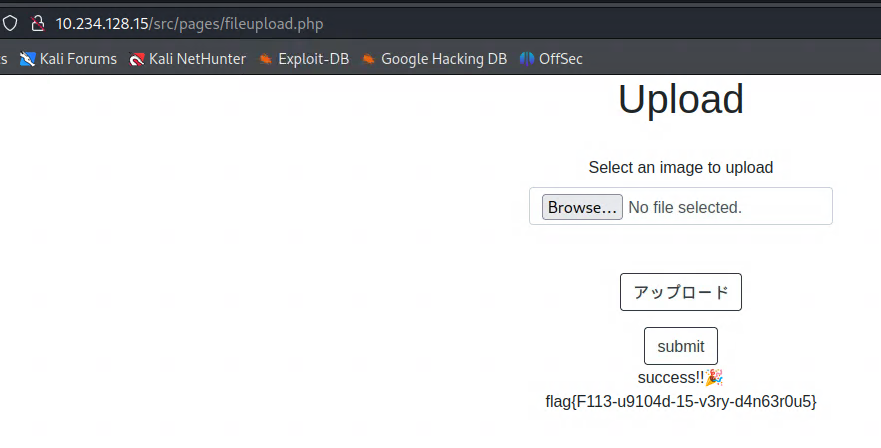 10.234.128.15/src/pages/fileupload.php
s Kali Forums Kali NetHunter Exploit-DB Google Hacking DB OffSec
Upload
Select an image to upload
Browse... No file selected.
アップロード
submit
success!!🎉
flag{F113-u9104d-15-v3ry-d4n63r0u5}